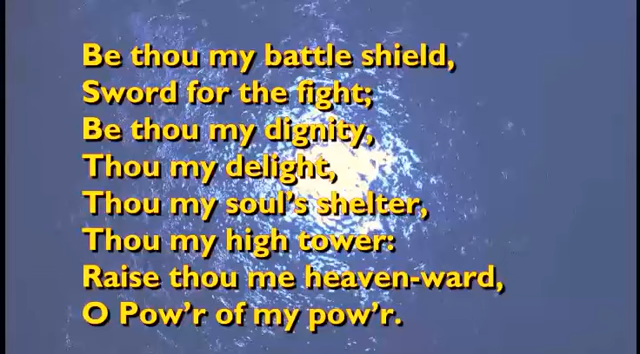 Be thou my battle shield,
Sword for the fight;
Be thou my dignity,
Thou my delight,
Thou my soul's shelter,
Thou my high tower:
Raise thou me heaven-ward,
O Pow'r of my pow'r.